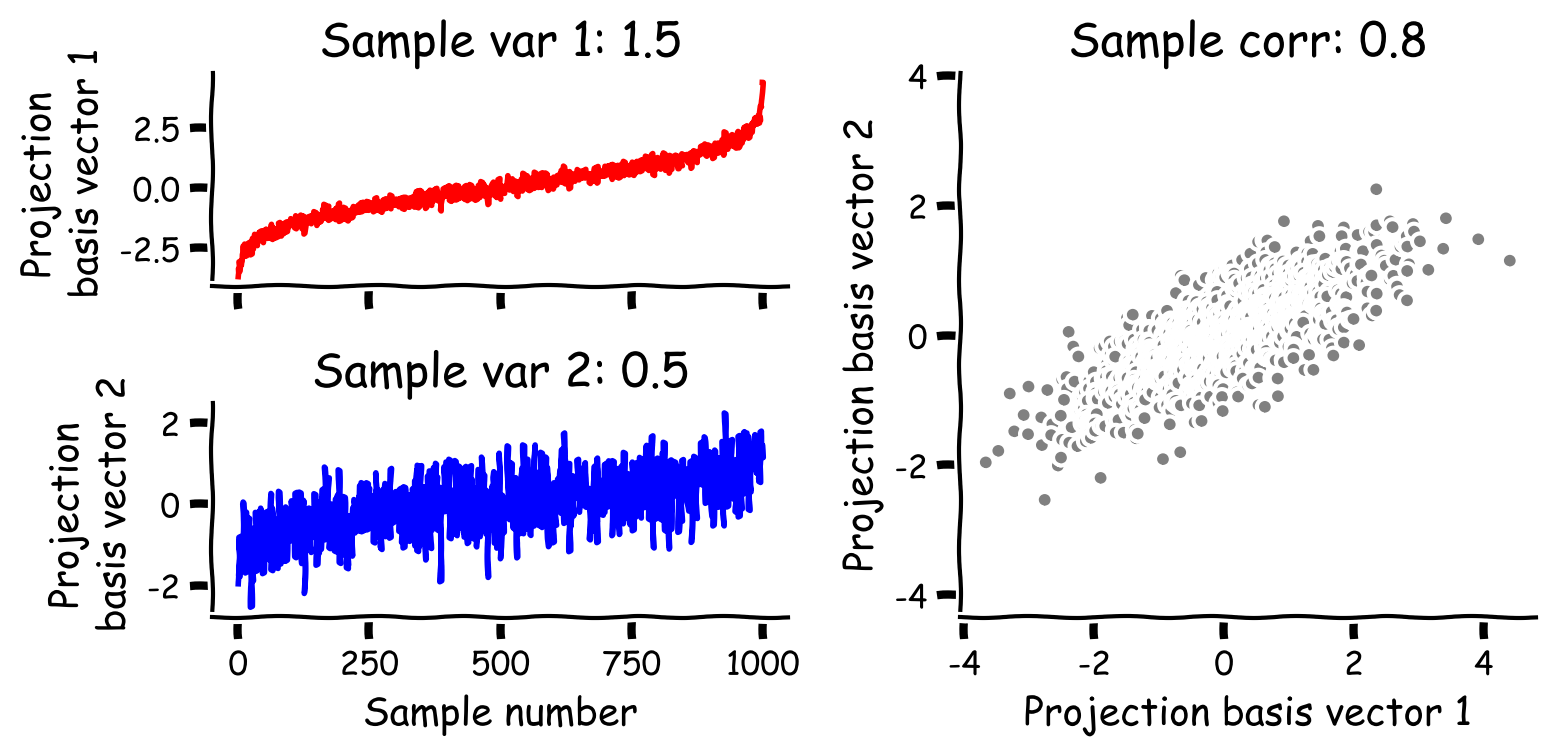 Sample var 1: 1.5
Projection
basis vector 1
2.5
0.0
-2.5
Sample var 2: 0.5
Projection
basis vector 2
2
0
-2
0 250 500 750 1000
Sample number
Sample corr: 0.8
Projection basis vector 2
4
2
0
-2
-4
-4 -2 0 2 4
Projection basis vector 1